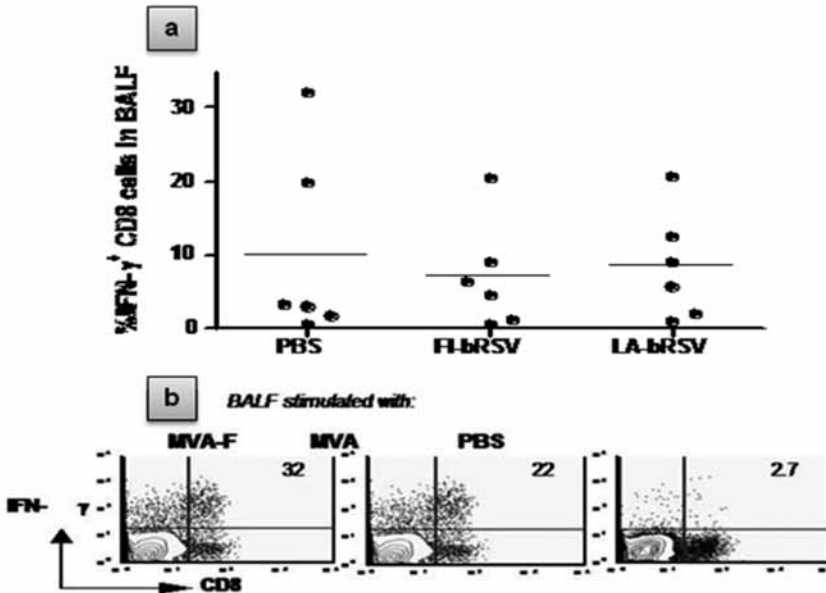 a
%IFN-γ+ CD8 cells in BALF
30
20
10
0
PBS FI-bRSV LA-bRSV
b BALF stimulated with:
MVA-F MVA PBS
32 22 2.7
IFN- γ
CD8